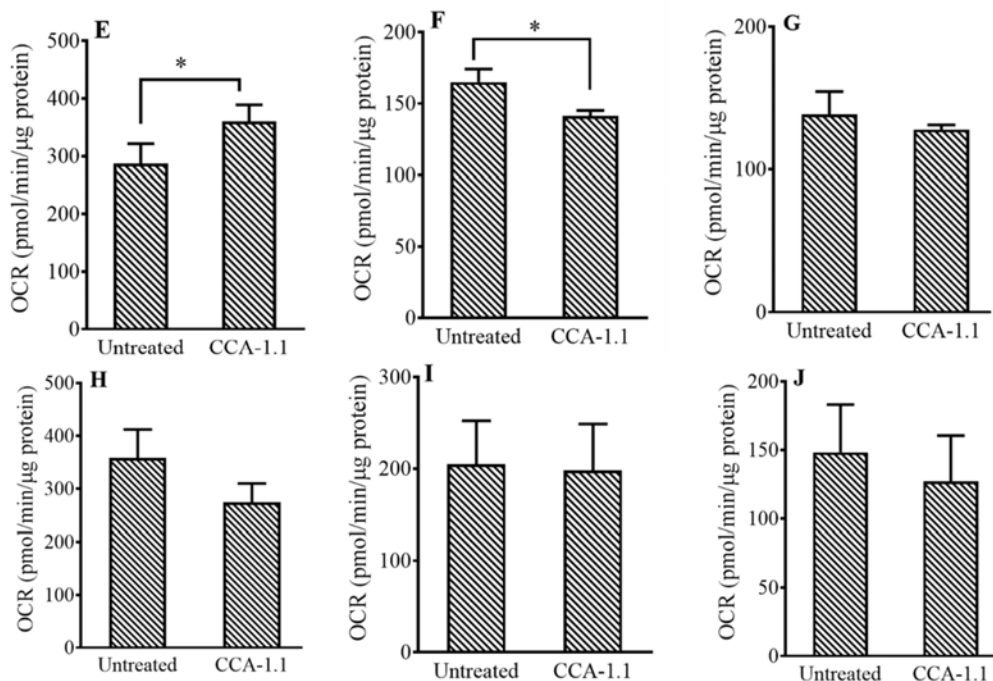 E
OCR (pmol/min/µg protein)
500
400
300
200
100
0
*
Untreated CCA-1.1
F
OCR (pmol/min/µg protein)
200
150
100
50
0
*
Untreated CCA-1.1
G
OCR (pmol/min/µg protein)
200
100
0
Untreated CCA-1.1
H
OCR (pmol/min/µg protein)
500
400
300
200
100
0
Untreated CCA-1.1
I
OCR (pmol/min/µg protein)
300
200
100
0
Untreated CCA-1.1
J
OCR (pmol/min/µg protein)
200
150
100
50
0
Untreated CCA-1.1